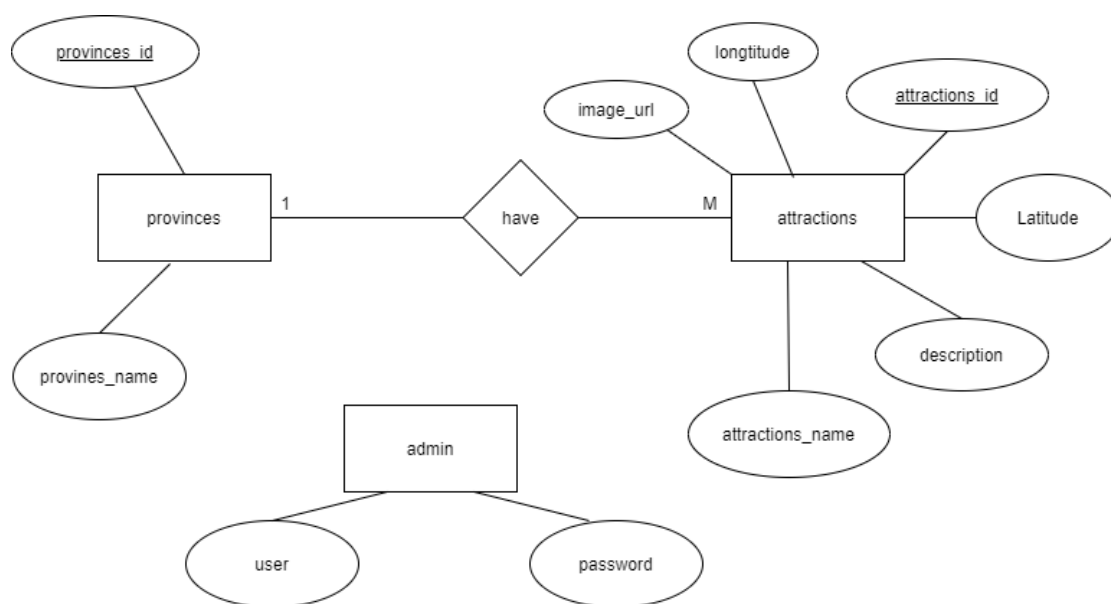 provinces_id
longtitude
attractions_id
image_url
provinces
1
have
M
attractions
Latitude
provines_name
description
attractions_name
admin
user
password